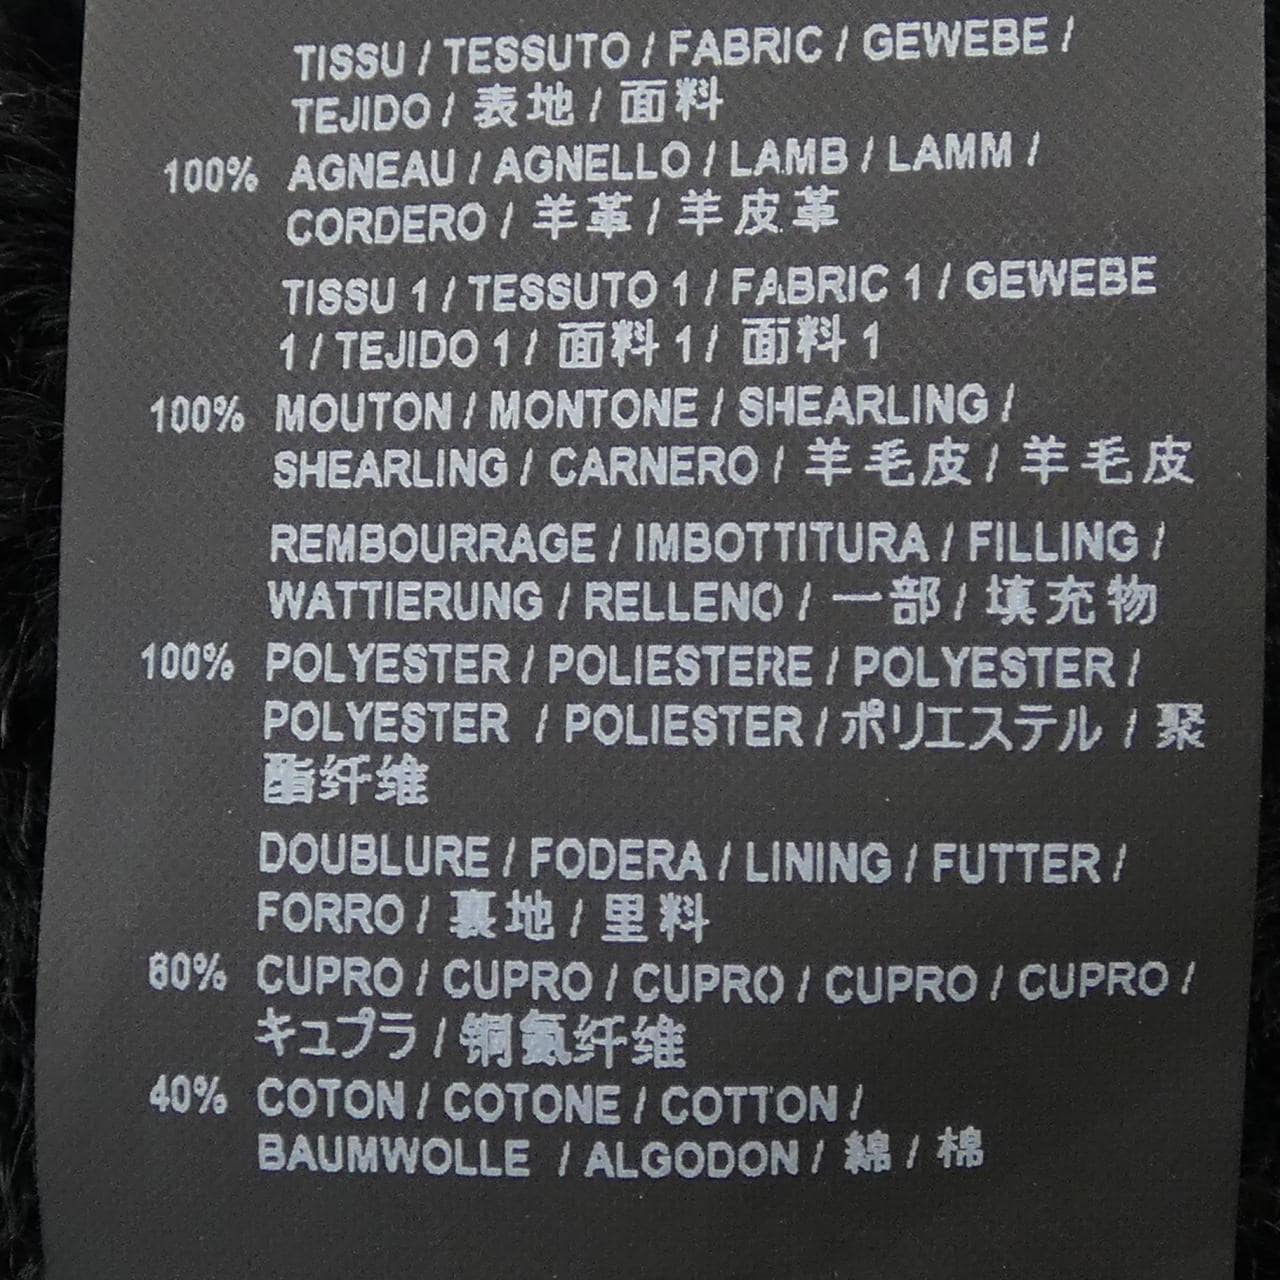 TISSU / TESSUTO / FABRIC / GEWEBE /
TEJIDO / 表地 / 面料
100% AGNEAU / AGNELLO / LAMB / LAMM /
CORDERO / 羊革 / 羊皮革
TISSU 1 / TESSUTO 1 / FABRIC 1 / GEWEBE
1 / TEJIDO 1 / 面料 1 / 面料 1
100% MOUTON / MONTONE / SHEARLING /
SHEARLING / CARNERO / 羊毛皮 / 羊毛皮
REMBOURRAGE / IMBOTTITURA / FILLING /
WATTIERUNG / RELLENO / 一部 / 填充物
100% POLYESTER / POLIESTERE / POLYESTER /
POLYESTER / POLIESTER / ポリエステル / 聚
酯纤维
DOUBLURE / FODERA / LINING / FUTTER /
FORRO / 裏地 / 里料
60% CUPRO / CUPRO / CUPRO / CUPRO / CUPRO /
キュプラ / 铜氨纤维
40% COTON / COTONE / COTTON /
BAUMWOLLE / ALGODON / 綿 / 棉